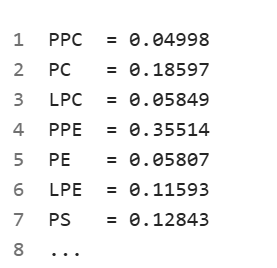 1 PPC = 0.04998
2 PC = 0.18597
3 LPC = 0.05849
4 PPE = 0.35514
5 PE = 0.05807
6 LPE = 0.11593
7 PS = 0.12843
8 ...